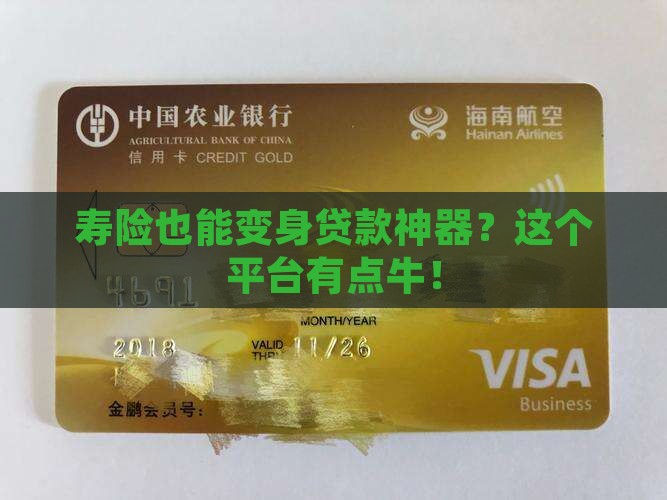 中国农业银行
AGRICULTURAL BANK OF CHINA
信用卡 CREDIT GOLD
海南航空
Hainan Airlines
寿险也能变身贷款神器？这个
平台有点牛！
4691
MONTH/YEAR
2018
VALID
THRU 11/26
VISA
Business
金鹏会员号：